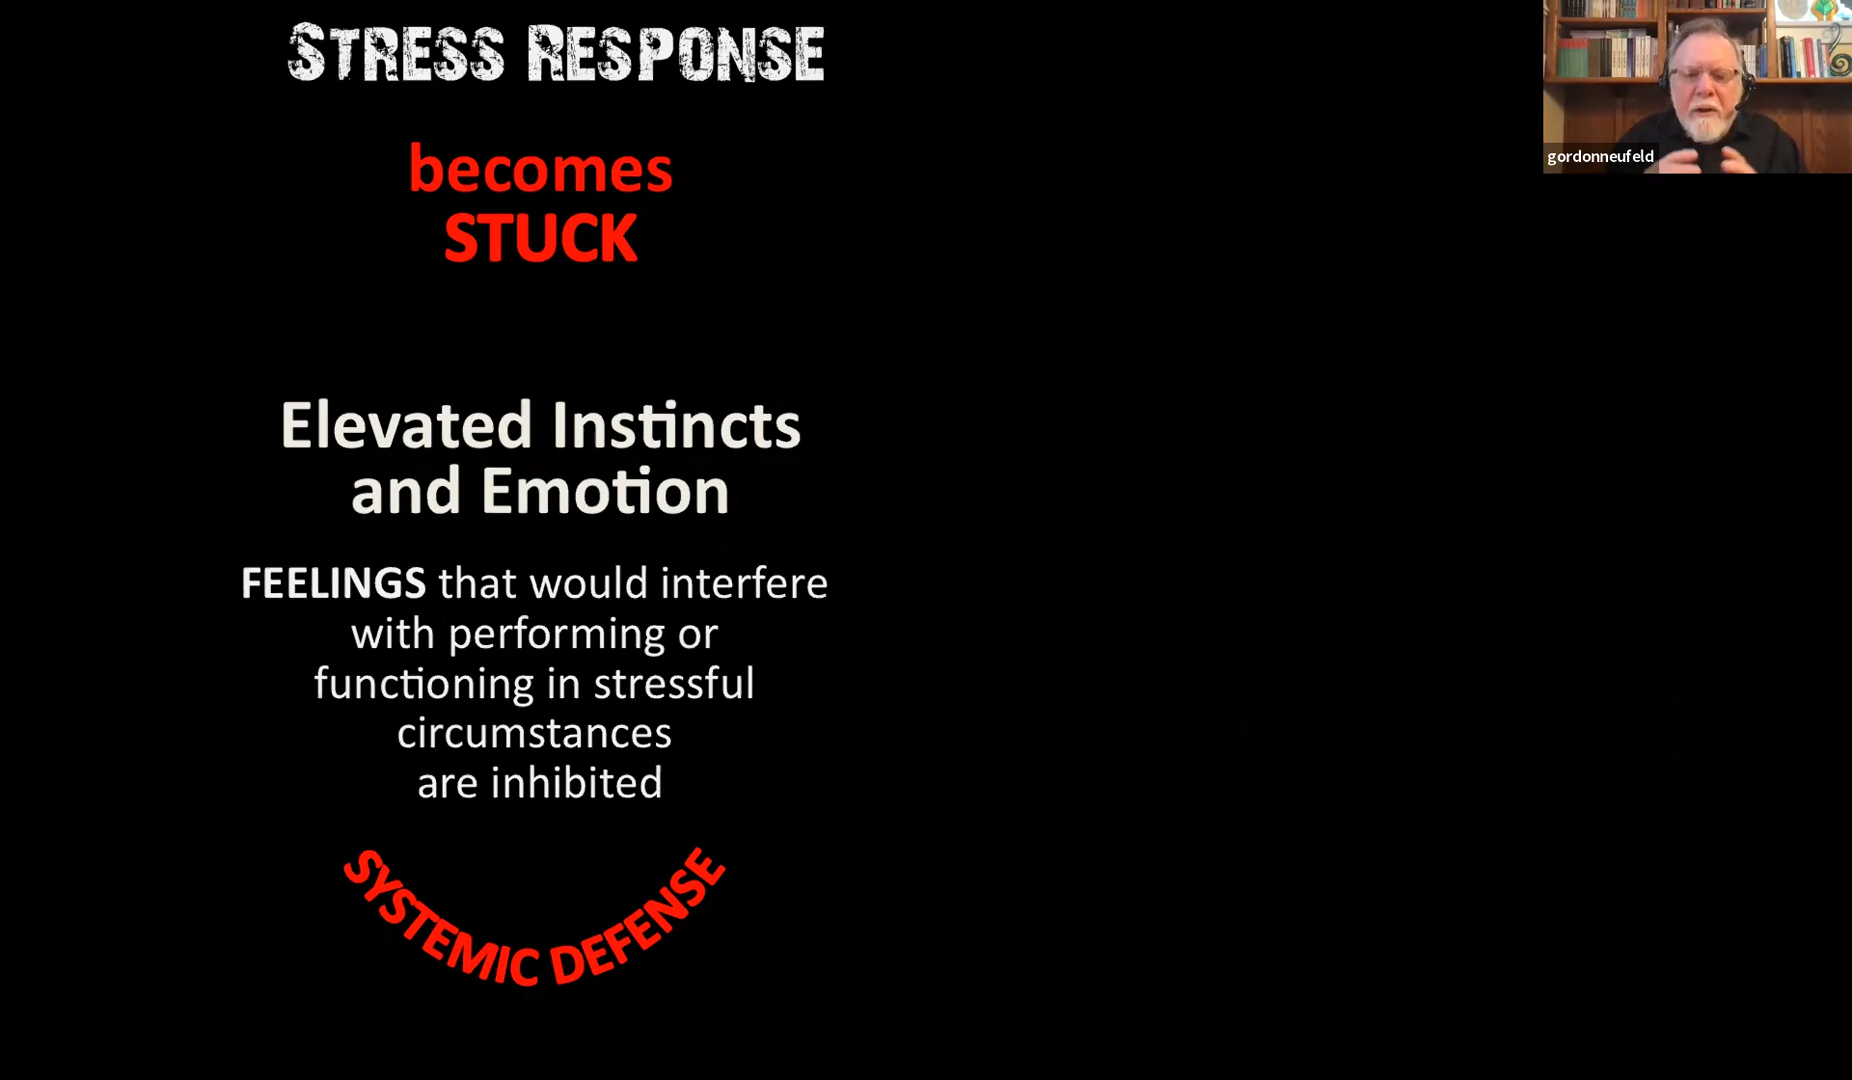 STRESS RESPONSE
becomes
STUCK
Elevated Instincts
and Emotion
FEELINGS that would interfere
with performing or
functioning in stressful
circumstances
are inhibited
SYSTEMIC DEFENSE
gordonneufeld